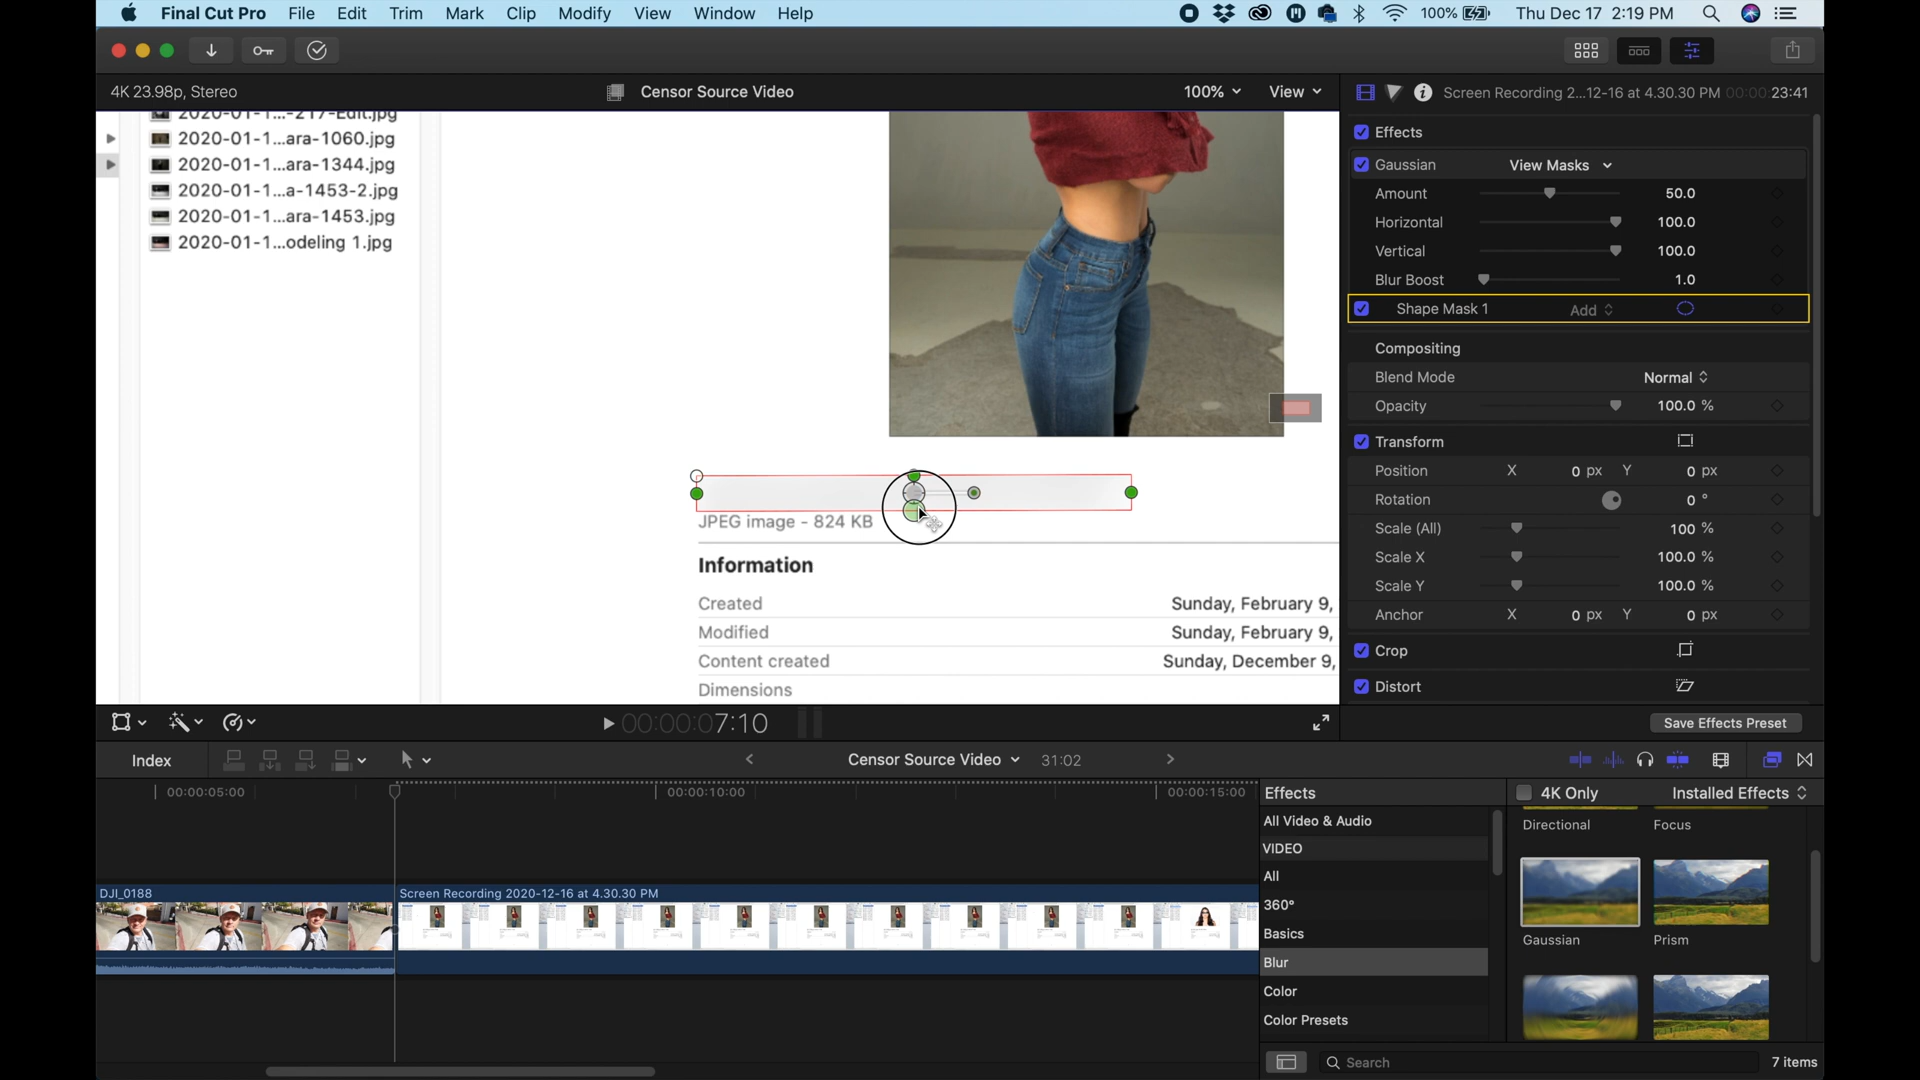 Final Cut Pro File Edit Trim Mark Clip Modify View Window Help 100% Thu Dec 17 2:19 PM
4K 23.98p, Stereo
Censor Source Video
100% View
Screen Recording 2...12-16 at 4.30.30 PM 00:00:23:41
2020-01-1...-217-Edit.jpg
2020-01-1...ara-1060.jpg
2020-01-1...ara-1344.jpg
2020-01-1...a-1453-2.jpg
2020-01-1...ara-1453.jpg
2020-01-1...odeling 1.jpg
JPEG image - 824 KB
Information
Created Sunday, February 9,
Modified Sunday, February 9,
Content created Sunday, December 9,
Dimensions
Effects
Gaussian View Masks
Amount 50.0
Horizontal 100.0
Vertical 100.0
Blur Boost 1.0
Shape Mask 1 Add
Compositing
Blend Mode Normal
Opacity 100.0 %
Transform
Position X 0 px Y 0 px
Rotation 0 °
Scale (All) 100 %
Scale X 100.0 %
Scale Y 100.0 %
Anchor X 0 px Y 0 px
Crop
Distort
00:00:07:10
Save Effects Preset
Index
Censor Source Video 31:02
00:00:05:00 00:00:10:00 00:00:15:00
DJI_0188
Screen Recording 2020-12-16 at 4.30.30 PM
Effects
4K Only Installed Effects
All Video & Audio
VIDEO
All
360°
Basics
Blur
Color
Color Presets
Directional Focus
Gaussian Prism
Search
7 items